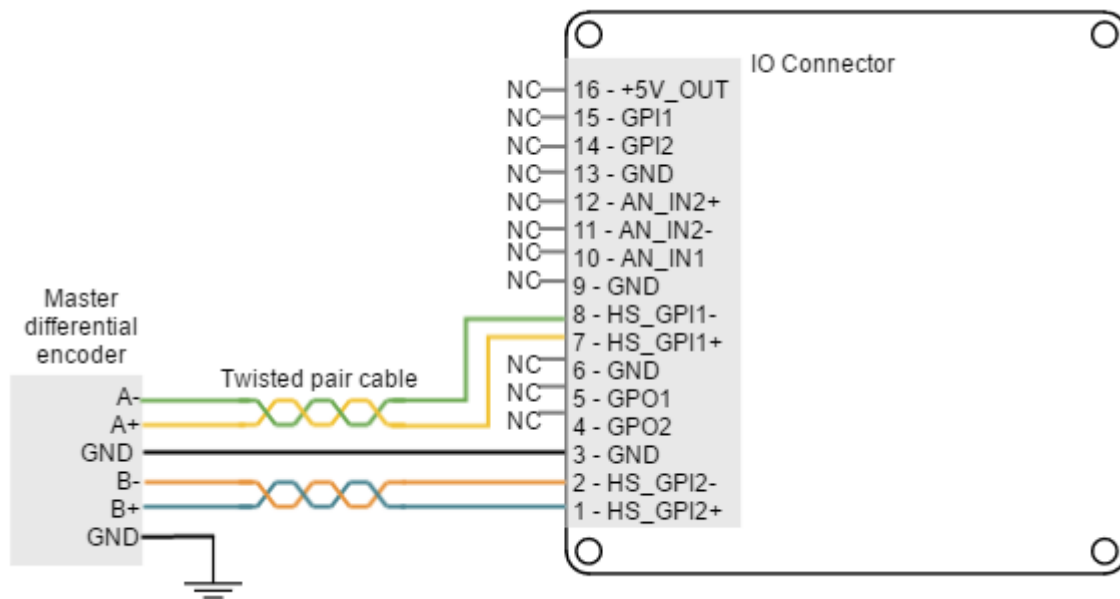 IO Connector
NC 16 - +5V_OUT
NC 15 - GPI1
NC 14 - GPI2
NC 13 - GND
NC 12 - AN_IN2+
NC 11 - AN_IN2-
NC 10 - AN_IN1
NC 9 - GND
8 - HS_GPI1-
7 - HS_GPI1+
NC 6 - GND
NC 5 - GPO1
NC 4 - GPO2
3 - GND
2 - HS_GPI2-
1 - HS_GPI2+
Master
differential
encoder
Twisted pair cable
A-
A+
GND
B-
B+
GND